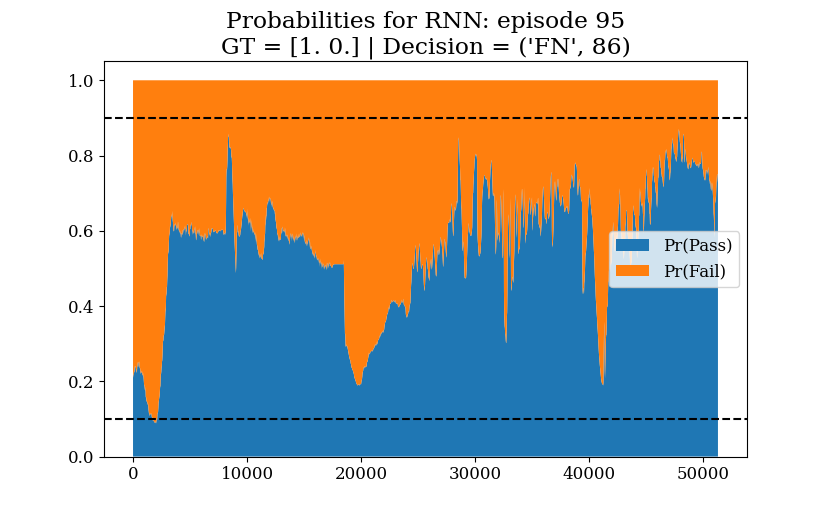 Probabilities for RNN: episode 95
GT = [1. 0.] | Decision = ('FN', 86)
1.0
0.8
0.6
0.4
0.2
0.0
Pr(Pass)
Pr(Fail)
0 10000 20000 30000 40000 50000